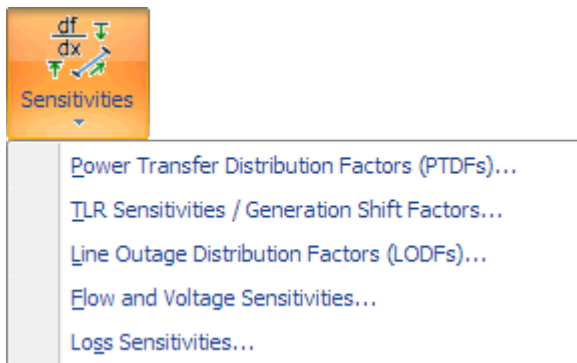 df
dx
Sensitivities
Power Transfer Distribution Factors (PTDFs)...
TLR Sensitivities / Generation Shift Factors...
Line Outage Distribution Factors (LODFs)...
Flow and Voltage Sensitivities...
Loss Sensitivities...